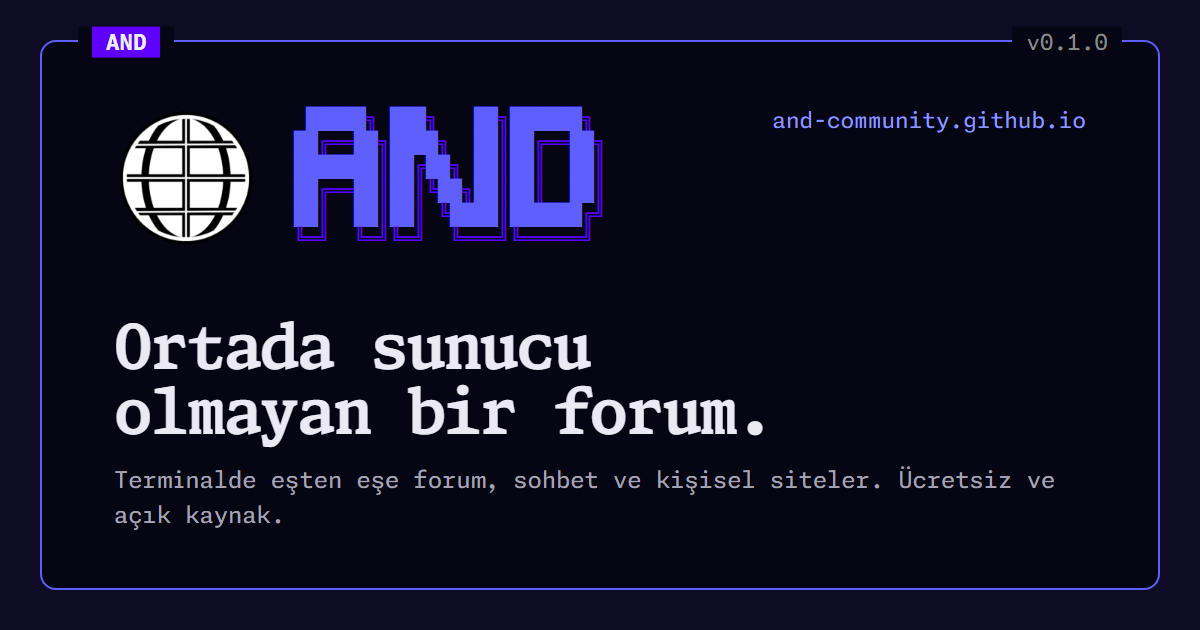 AND
v0.1.0
AND
and-community.github.io
Ortada sunucu
olmayan bir forum.
Terminalde eşten eşe forum, sohbet ve kişisel siteler. Ücretsiz ve
açık kaynak.